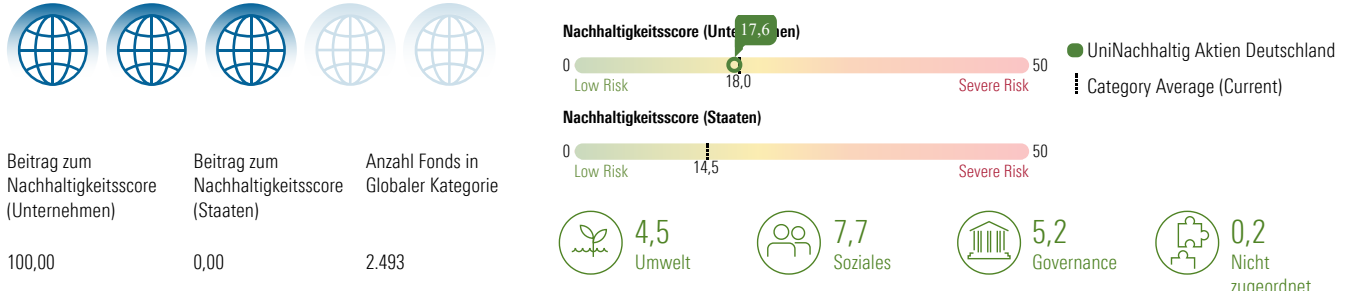 Beitrag zum
Nachhaltigkeitsscore
(Unternehmen)
100,00
Beitrag zum
Nachhaltigkeitsscore
(Staaten)
0,00
Anzahl Fonds in
Globaler Kategorie
2.493
Nachhaltigkeitsscore (Unte hen)
17,6
0
50
Low Risk
18,0
Severe Risk
Nachhaltigkeitsscore (Staaten)
0
50
Low Risk
14,5
Severe Risk
UniNachhaltig Aktien Deutschland
Category Average (Current)
4,5
Umwelt
7,7
Soziales
5,2
Governance
0,2
Nicht
zugeordnet